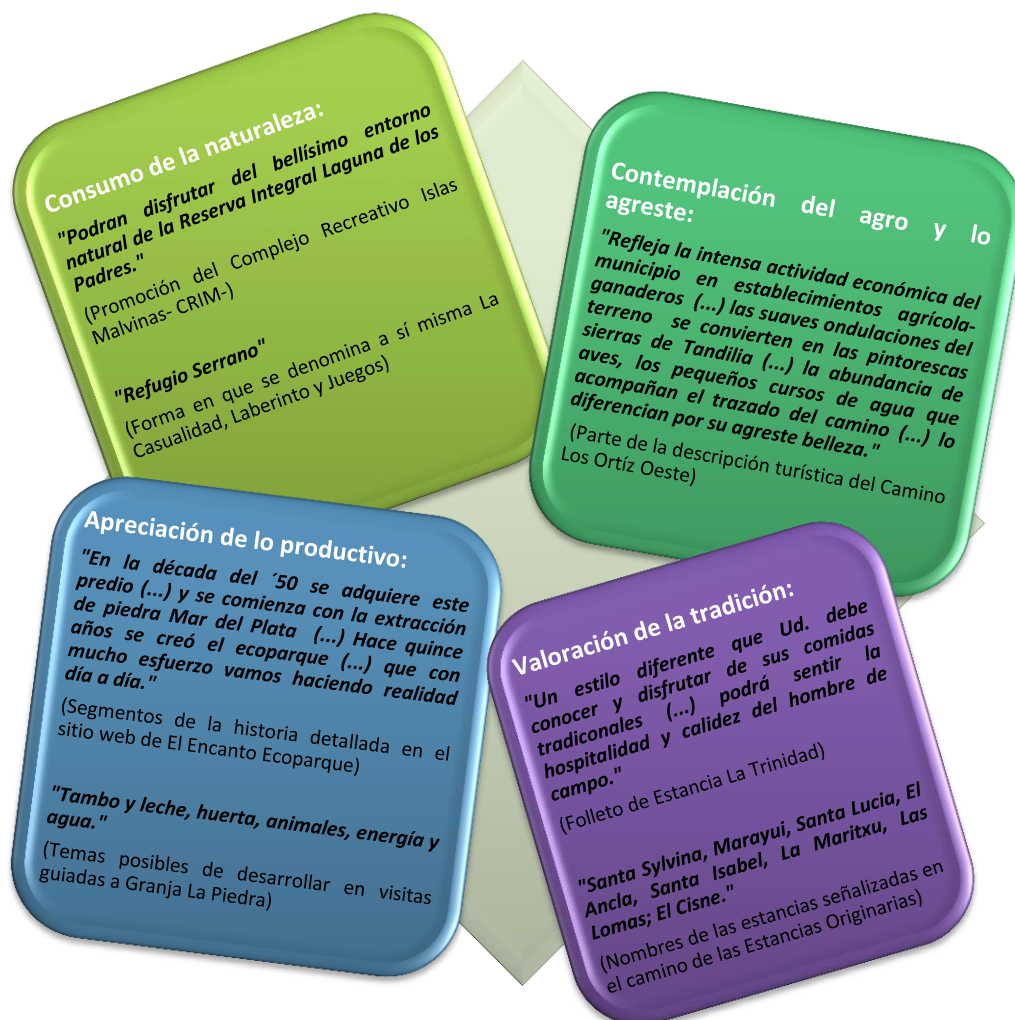 Consumo de la naturaleza:
"Podran disfrutar del bellísimo entorno
natural de la Reserva Integral Laguna de los
Padres."
(Promoción del Complejo Recreativo Islas
Malvinas- CRIM-)
"Refugio Serrano"
(Forma en que se denomina a sí misma La
Casualidad, Laberinto y Juegos)
Contemplación del agro y lo
agreste:
"Refleja la intensa actividad económica del
municipio en establecimientos agrícola-
ganaderos (...) las suaves ondulaciones del
terreno se convierten en las pintorescas
sierras de Tandilia (...) la abundancia de
aves, los pequeños cursos de agua que
acompañan el trazado del camino (...) lo
diferencian por su agreste belleza."
(Parte de la descripción turística del Camino
Los Ortíz Oeste)
Apreciación de lo productivo:
"En la década del ´50 se adquiere este
predio (...) y se comienza con la extracción
de piedra Mar del Plata (...) Hace quince
años se creó el ecoparque (...) que con
mucho esfuerzo vamos haciendo realidad
día a día."
(Segmentos de la historia detallada en el
sitio web de El Encanto Ecoparque)
"Tambo y leche, huerta, animales, energía y
agua."
(Temas posibles de desarrollar en visitas
guiadas a Granja La Piedra)
Valoración de la tradición:
"Un estilo diferente que Ud. debe
conocer y disfrutar de sus comidas
tradiconales (...) podrá sentir la
hospitalidad y calidez del hombre de
campo."
(Folleto de Estancia La Trinidad)
"Santa Sylvina, Marayui, Santa Lucia, El
Ancla, Santa Isabel, La Maritxu, Las
Lomas; El Cisne."
(Nombres de las estancias señalizadas en
el camino de las Estancias Originarias)